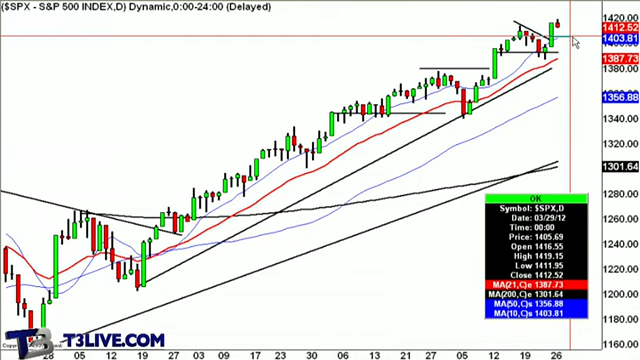 ($SPX - S&P 500 INDEX,D) Dynamic,0:00-24:00 (Delayed)
1420.00
1412.52
1403.81
1387.73
1380.00
1356.88
1340.00
1320.00
1301.64
1280.00
1260.00
1240.00
1220.00
1200.00
1180.00
1160.00
OK
Symbol: $SPX,D
Date: 03/29/12
Time: 00:00
Price: 1405.69
Open 1416.55
High 1419.15
Low 1411.95
Close 1412.52
MA(21,C)e 1387.73
MA(200,C)e 1301.64
MA(50,C)e 1356.88
MA(10,C)e 1403.81
T3 T3LIVE.COM
28 05 12 19 27 03 09 17 23 30 06 13 21 27 05 12 19 26